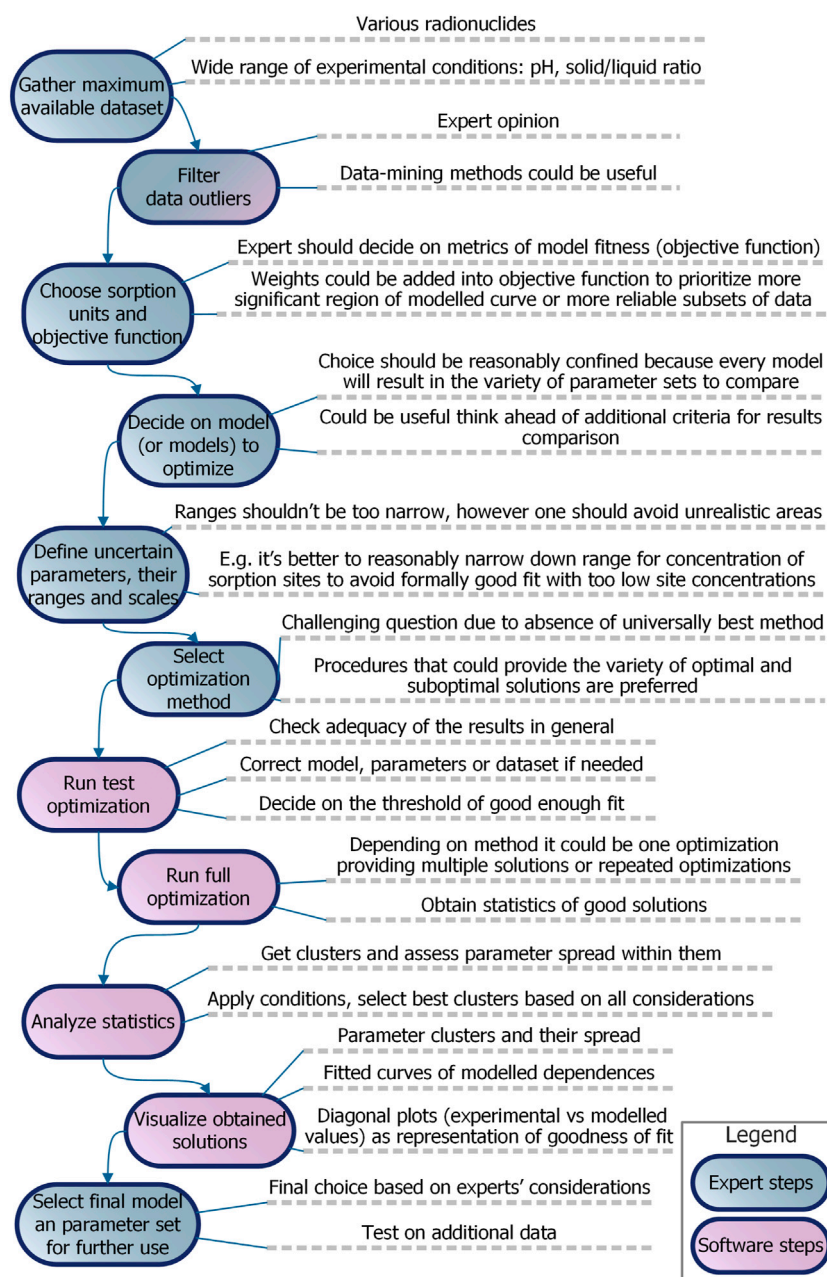 Various radionuclides
Wide range of experimental conditions: pH, solid/liquid ratio
Gather maximum
available dataset
Expert opinion
Data-mining methods could be useful
Filter
data outliers
Expert should decide on metrics of model fitness (objective function)
Weights could be added into objective function to prioritize more
significant region of modelled curve or more reliable subsets of data
Choose sorption
units and
objective function
Choice should be reasonably confined because every model
will result in the variety of parameter sets to compare
Could be useful think ahead of additional criteria for results
comparison
Decide on model
(or models) to
optimize
Ranges shouldn't be too narrow, however one should avoid unrealistic areas
E.g. it's better to reasonably narrow down range for concentration of
sorption sites to avoid formally good fit with too low site concentrations
Define uncertain
parameters, their
ranges and scales
Challenging question due to absence of universally best method
Procedures that could provide the variety of optimal and
suboptimal solutions are preferred
Select
optimization
method
Check adequacy of the results in general
Correct model, parameters or dataset if needed
Decide on the threshold of good enough fit
Run test
optimization
Depending on method it could be one optimization
providing multiple solutions or repeated optimizations
Obtain statistics of good solutions
Run full
optimization
Get clusters and assess parameter spread within them
Apply conditions, select best clusters based on all considerations
Analyze statistics
Parameter clusters and their spread
Fitted curves of modelled dependences
Diagonal plots (experimental vs modelled
values) as representation of goodness of fit
Visualize obtained
solutions
Final choice based on experts' considerations
Test on additional data
Select final model
an parameter set
for further use
Legend
Expert steps
Software steps